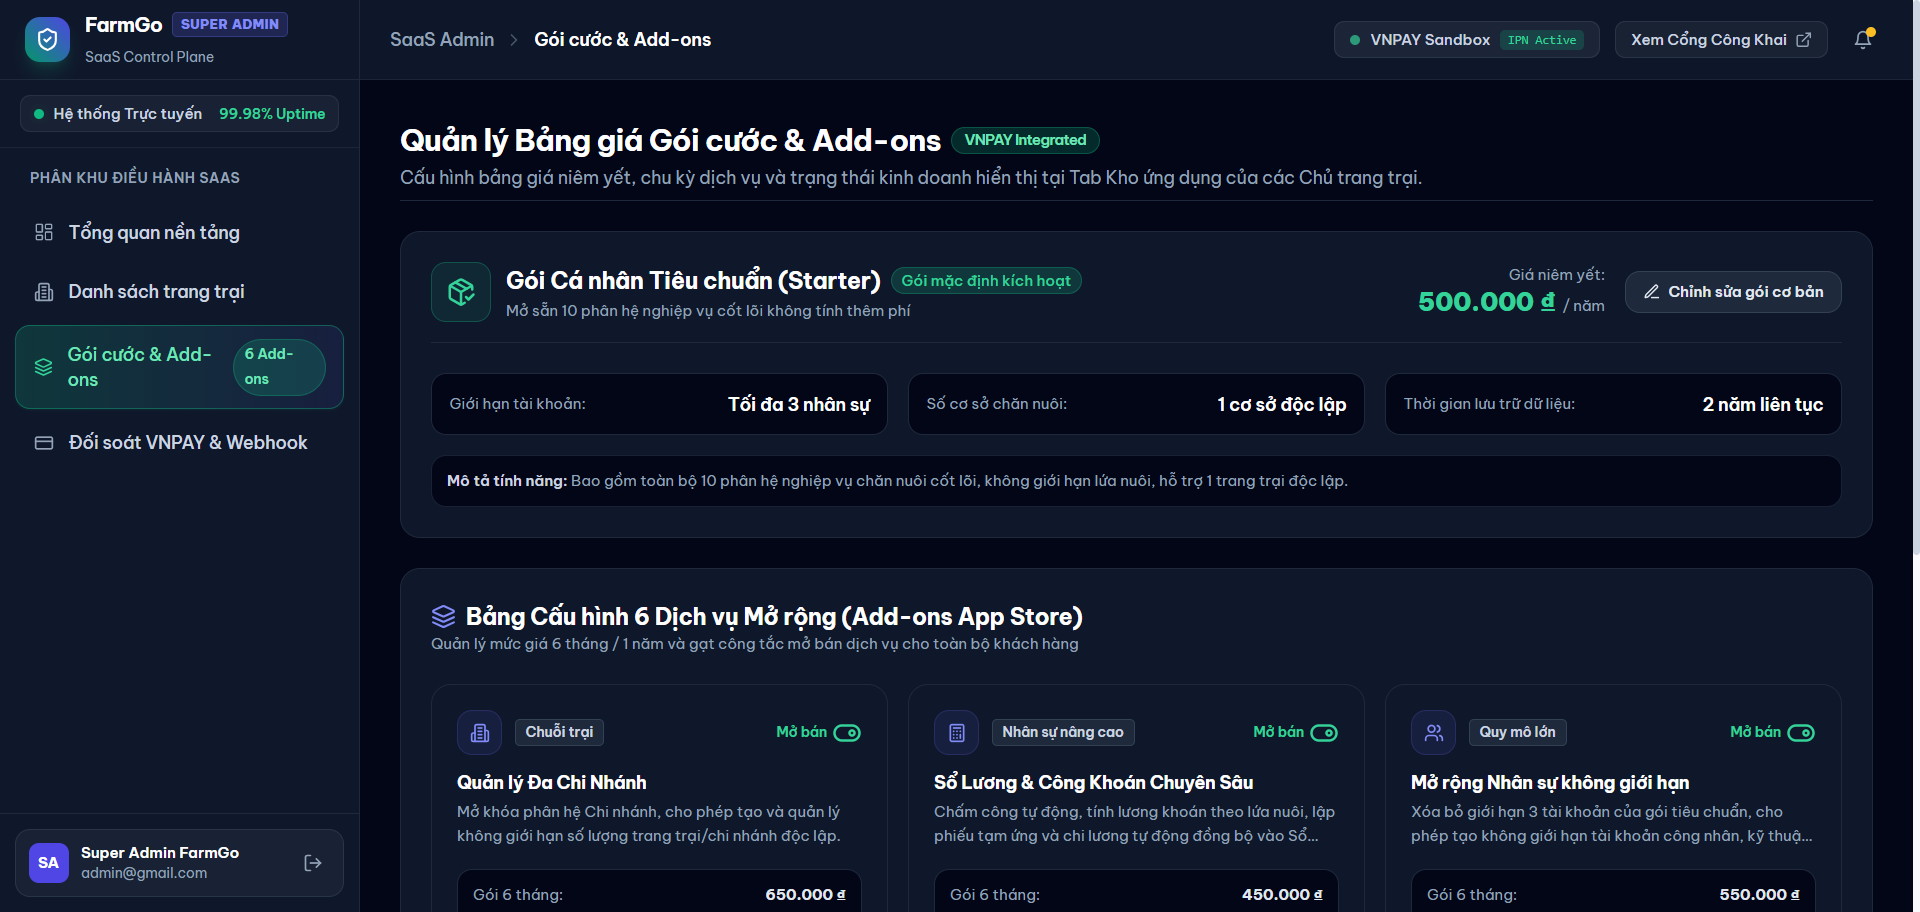 FarmGo SUPER ADMIN
SaaS Control Plane
Hệ thống Trực tuyến 99.98% Uptime
PHÂN KHU ĐIỀU HÀNH SAAS
Tổng quan nền tảng
Danh sách trang trại
Gói cước & Add-
ons
6 Add-
ons
Đối soát VNPAY & Webhook
SA
Super Admin FarmGo
admin@gmail.com
SaaS Admin Gói cước & Add-ons
VNPAY Sandbox IPN Active
Xem Cổng Công Khai
Quản lý Bảng giá Gói cước & Add-ons VNPAY Integrated
Cấu hình bảng giá niêm yết, chu kỳ dịch vụ và trạng thái kinh doanh hiển thị tại Tab Kho ứng dụng của các Chủ trang trại.
Gói Cá nhân Tiêu chuẩn (Starter) Gói mặc định kích hoạt
Mở sẵn 10 phân hệ nghiệp vụ cốt lõi không tính thêm phí
Giá niêm yết:
500.000 ₫ / năm
Chỉnh sửa gói cơ bản
Giới hạn tài khoản: Tối đa 3 nhân sự
Số cơ sở chăn nuôi: 1 cơ sở độc lập
Thời gian lưu trữ dữ liệu: 2 năm liên tục
Mô tả tính năng: Bao gồm toàn bộ 10 phân hệ nghiệp vụ chăn nuôi cốt lõi, không giới hạn lứa nuôi, hỗ trợ 1 trang trại độc lập.
Bảng Cấu hình 6 Dịch vụ Mở rộng (Add-ons App Store)
Quản lý mức giá 6 tháng / 1 năm và gạt công tắc mở bán dịch vụ cho toàn bộ khách hàng
Chuỗi trại Mở bán
Quản lý Đa Chi Nhánh
Mở khóa phân hệ Chi nhánh, cho phép tạo và quản lý
không giới hạn số lượng trang trại/chi nhánh độc lập.
Gói 6 tháng: 650.000 ₫
Nhân sự nâng cao Mở bán
Sổ Lương & Công Khoán Chuyên Sâu
Chấm công tự động, tính lương khoán theo lứa nuôi, lập
phiếu tạm ứng và chi lương tự động đồng bộ vào Sổ...
Gói 6 tháng: 450.000 ₫
Quy mô lớn Mở bán
Mở rộng Nhân sự không giới hạn
Xóa bỏ giới hạn 3 tài khoản của gói tiêu chuẩn, cho
phép tạo không giới hạn tài khoản công nhân, kỹ thuậ...
Gói 6 tháng: 550.000 ₫